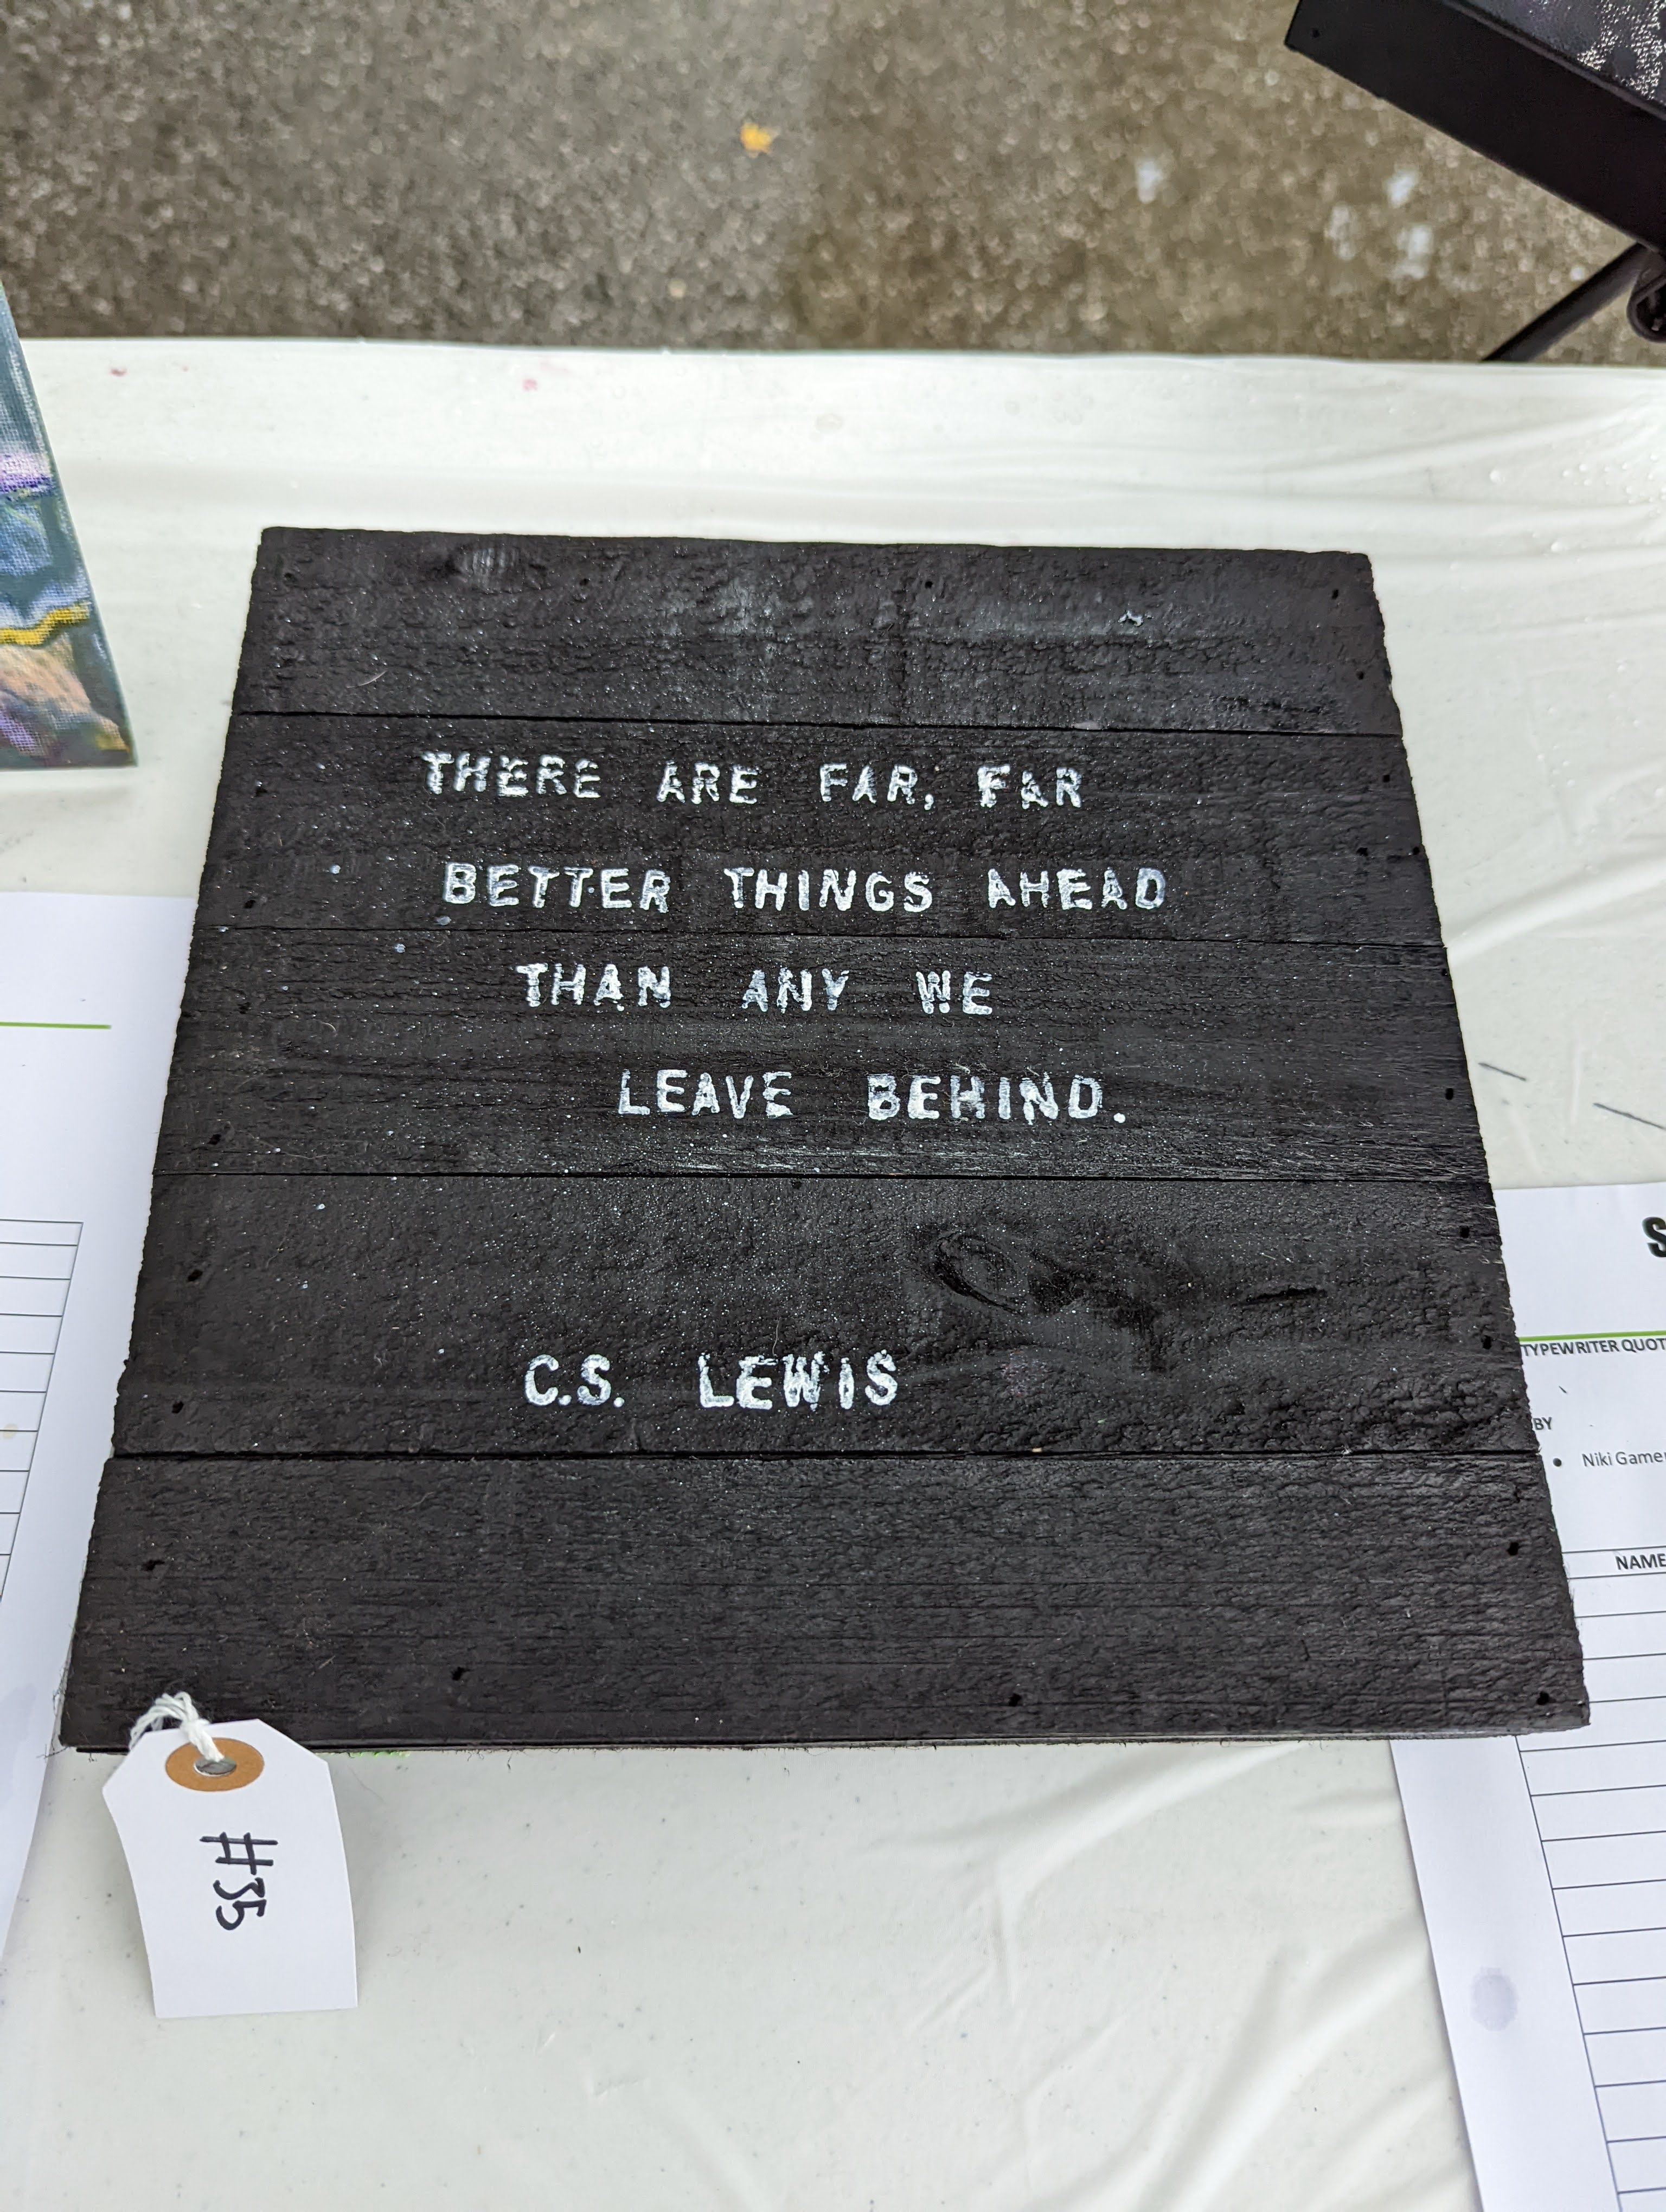 THERE ARE FAR, FAR
BETTER THINGS AHEAD
THAN ANY WE
LEAVE BEHIND.
C.S. LEWIS
#35
S
TYPEWRITER QUOT
BY
• Niki Gamer
NAME